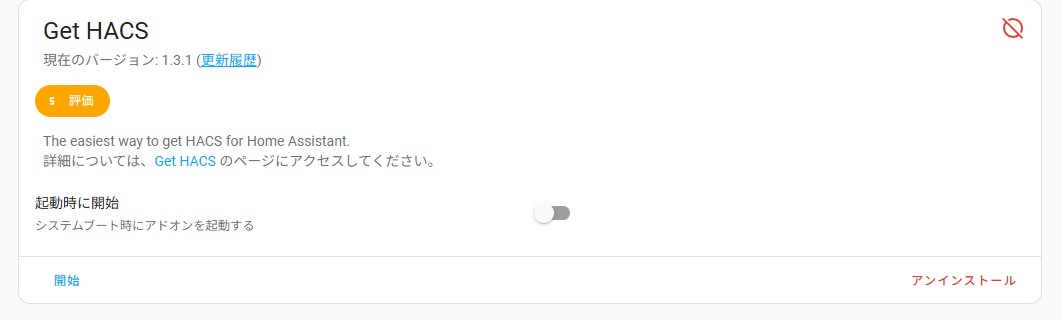 Get HACS
現在のバージョン: 1.3.1 (更新履歴)
5 評価
The easiest way to get HACS for Home Assistant.
詳細については、Get HACS のページにアクセスしてください。
起動時に開始
システムブート時にアドオンを起動する
開始 アンインストール